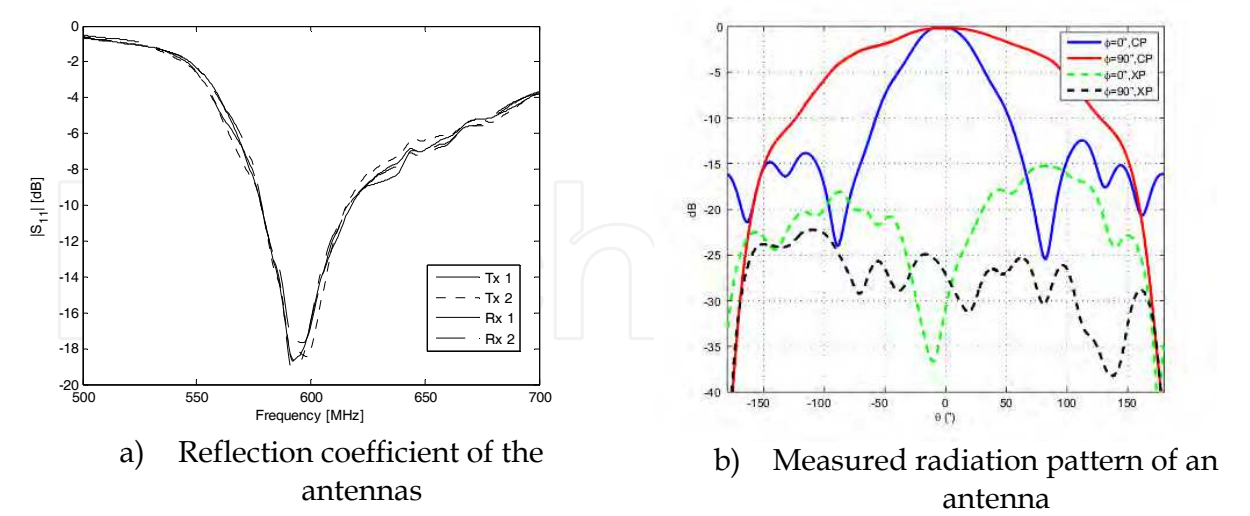 0
-2
-4
-6
-8
-10
-12
-14
-16
-18
-20
|S11| [dB]
500
550
600
650
700
Frequency [MHz]
Tx 1
Tx 2
Rx 1
Rx 2
a) Reflection coefficient of the
antennas
0
-5
-10
-15
-20
-25
-30
-35
-40
dB
-150
-100
-50
0
50
100
150
θ (°)
ϕ=0°,CP
ϕ=90°,CP
ϕ=0°,XP
ϕ=90°,XP
b) Measured radiation pattern of an
antenna